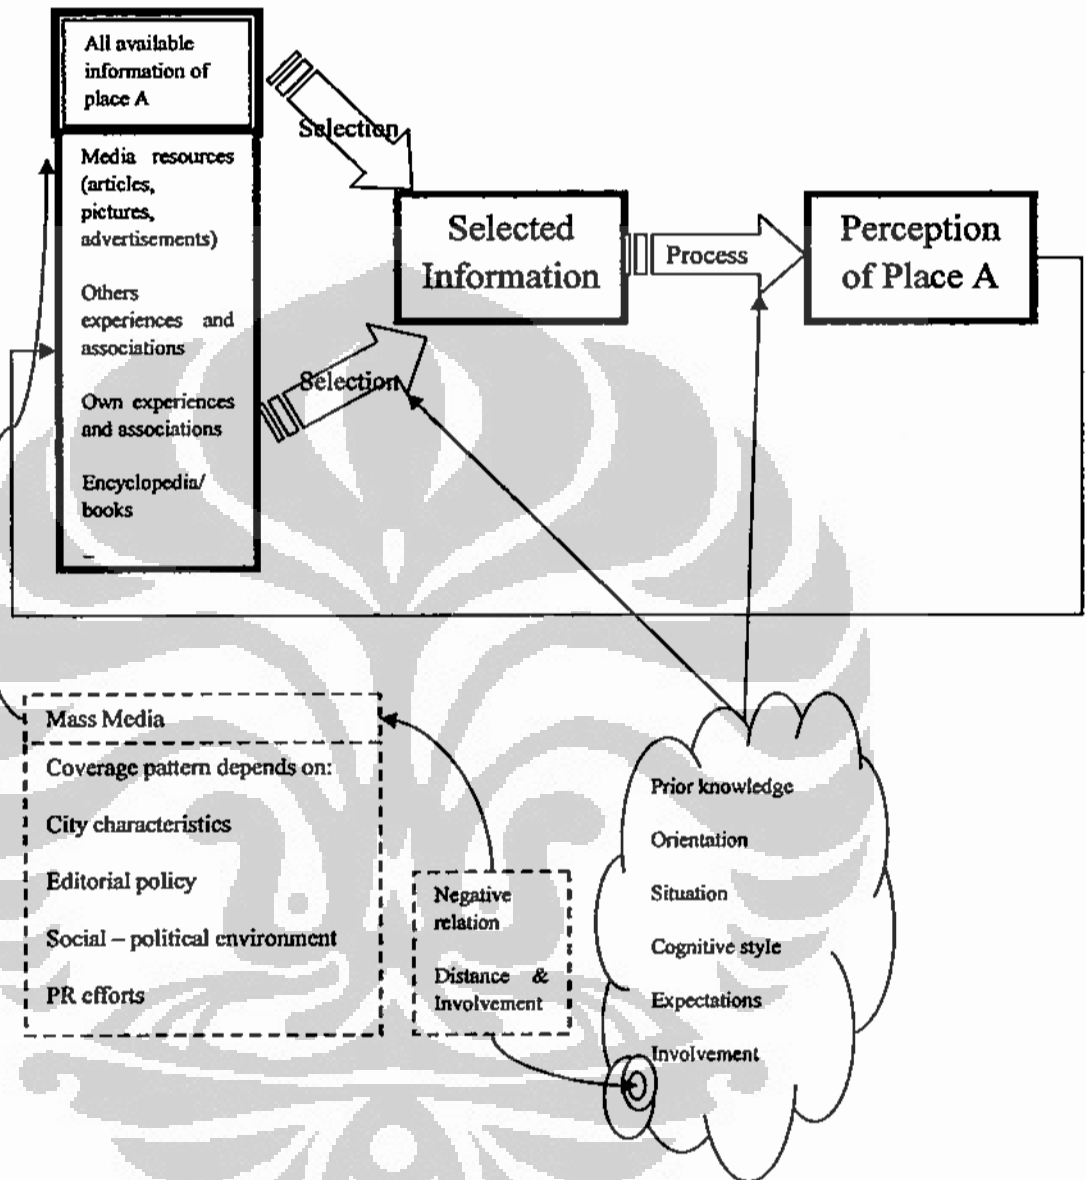 All available
information of
place A
Media resources
(articles,
pictures,
advertisements)
Others
experiences and
associations
Own experiences
and associations
Encyclopedia/
books
–
Selection
Selection
Selected
Information
Process
Perception
of Place A
Mass Media
Coverage pattern depends on:
City characteristics
Editorial policy
Social – political environment
PR efforts
Negative
relation
Distance &
Involvement
Prior knowledge
Orientation
Situation
Cognitive style
Expectations
Involvement